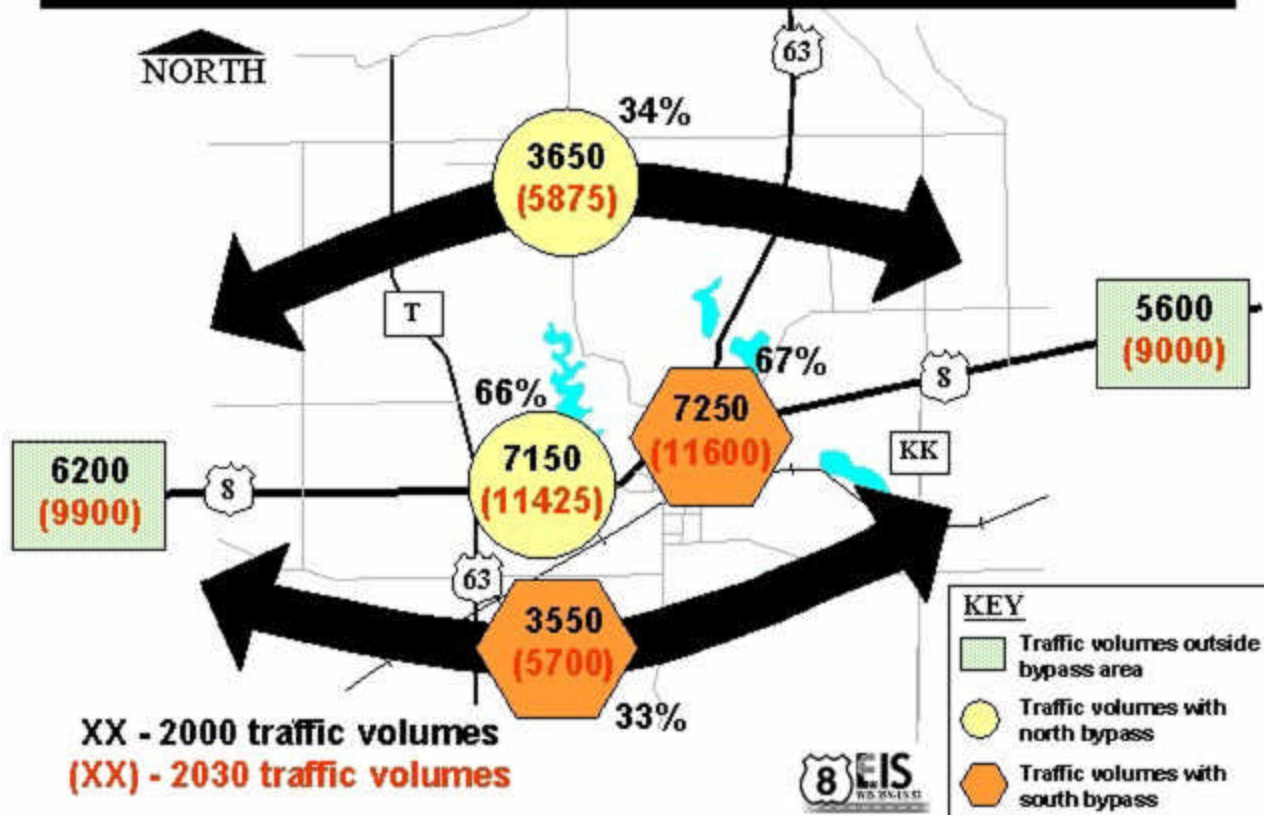 NORTH
63
34%
3650
(5875)
T
5600
(9000)
67%
8
66%
7250
(11600)
KK
6200
(9900)
8
7150
(11425)
63
3550
(5700)
33%
XX - 2000 traffic volumes
(XX) - 2030 traffic volumes
KEY
Traffic volumes outside
bypass area
Traffic volumes with
north bypass
Traffic volumes with
south bypass
8 EIS